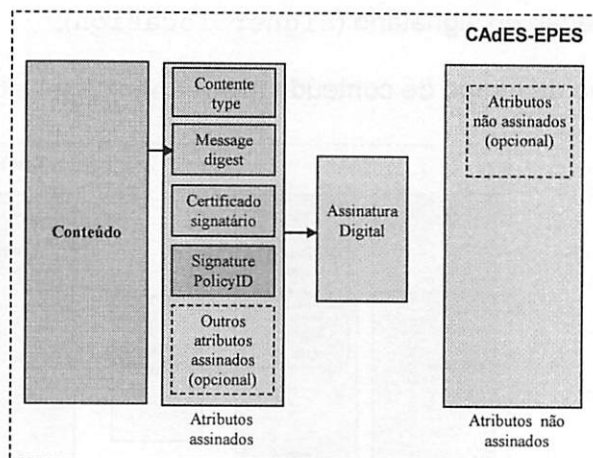 CAdES-EPES
Contente
type
Message
digest
Certificado
signatário
Signature
PolicyID
Outros
atributos
assinados
(opcional)
Conteúdo
Assinatura
Digital
Atributos
não assinados
(opcional)
Atributos
assinados
Atributos não
assinados